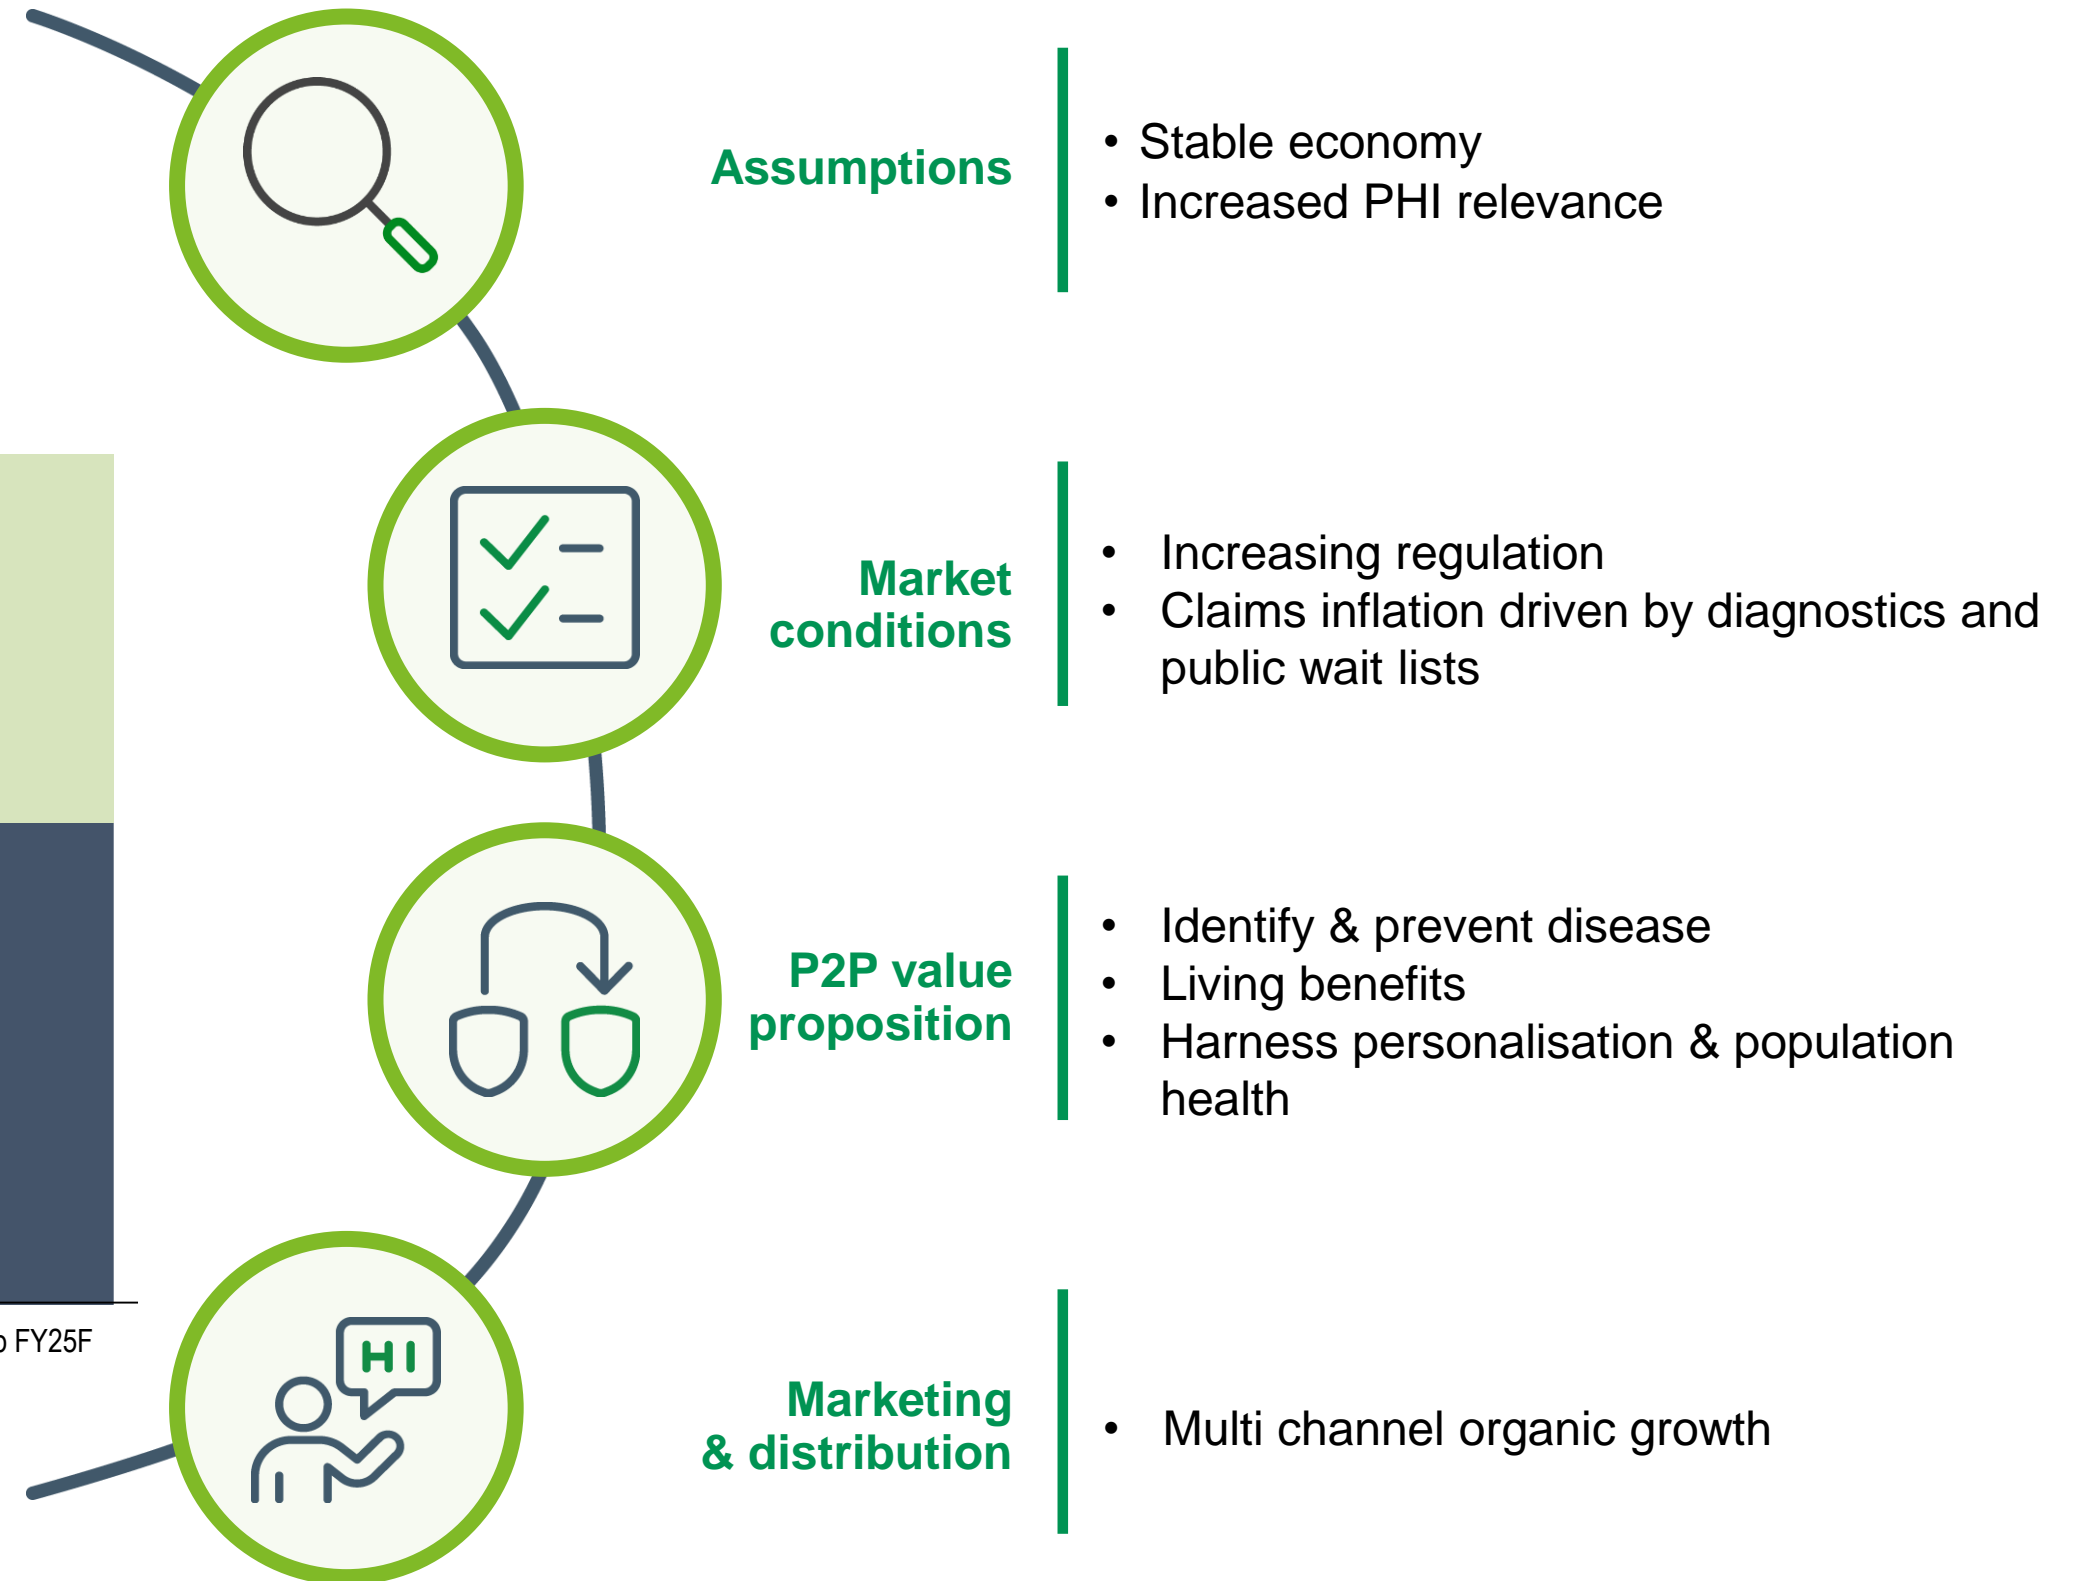 Assumptions
• Stable economy
• Increased PHI relevance
Market
conditions
• Increasing regulation
• Claims inflation driven by diagnostics and
public wait lists
P2P value
proposition
• Identify & prevent disease
• Living benefits
• Harness personalisation & population
health
FY25F
HI
Marketing
& distribution
• Multi channel organic growth